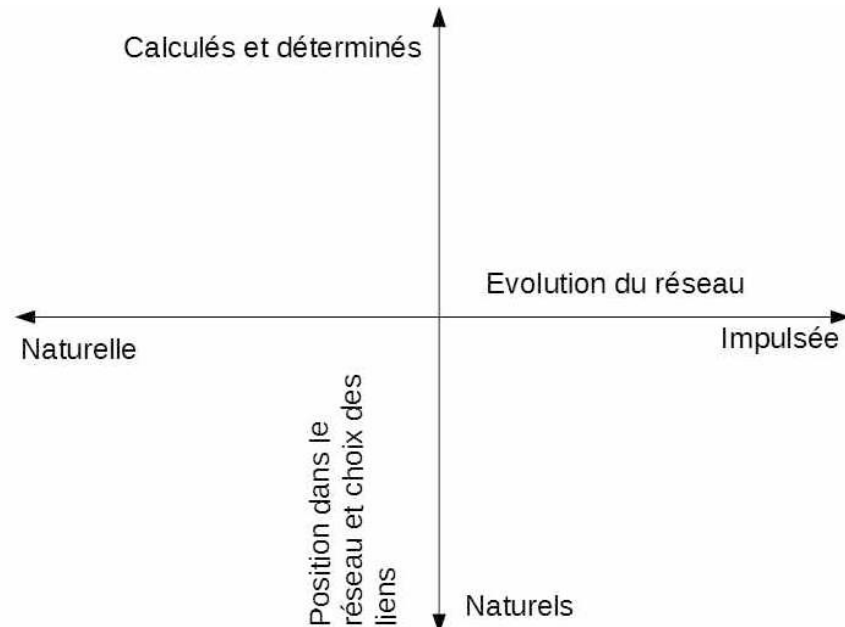 Calculés et déterminés
Evolution du réseau
Naturelle
Impulsée
Position dans le
réseau et choix des
liens
Naturels